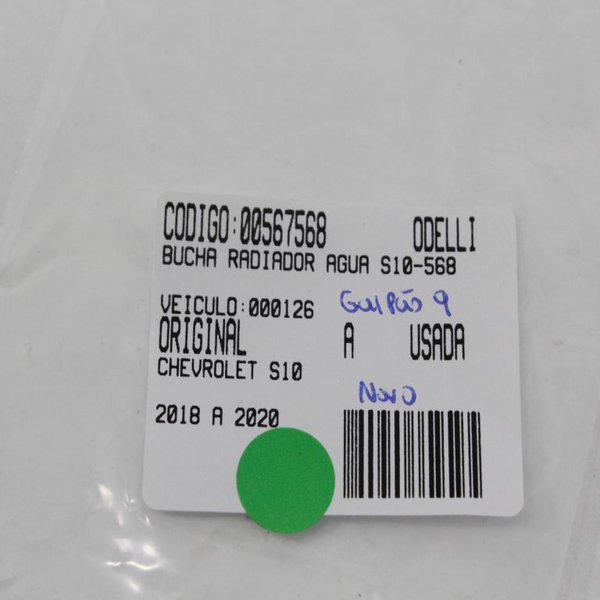 CODIGO:00567568 ODELLI
BUCHA RADIADOR AGUA S10-568
VEICULO:000126 Galpão 9
ORIGINAL A USADA
CHEVROLET S10
Novo
2018 A 2020